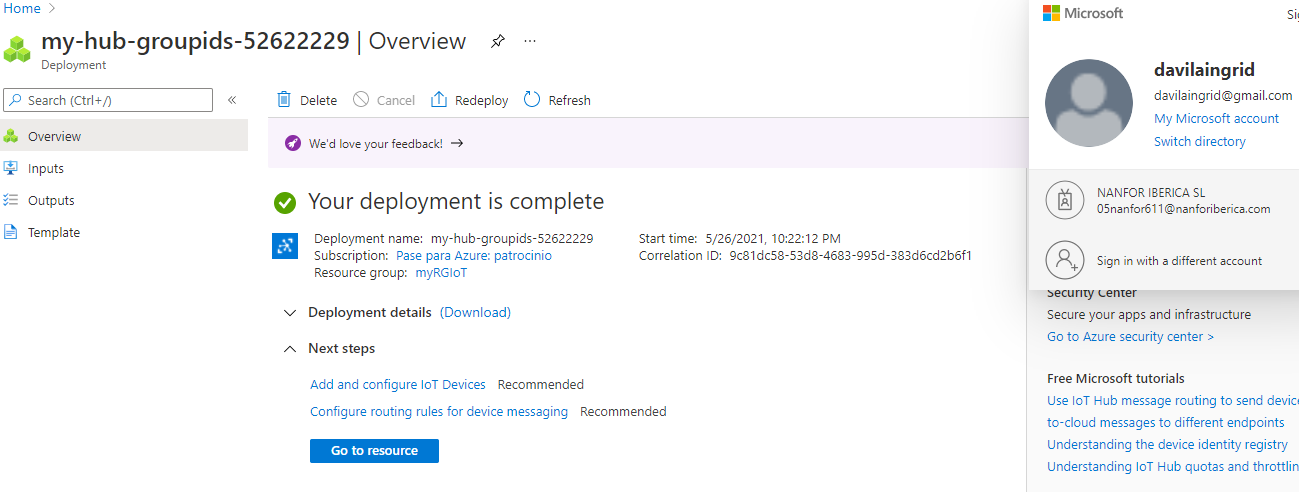 Home
my-hub-groupids-52622229 | Overview
Deployment
Search (Ctrl+/)
Overview
Inputs
Outputs
Template
Delete Cancel Redeploy Refresh
We'd love your feedback! →
Your deployment is complete
Deployment name: my-hub-groupids-52622229
Subscription: Pase para Azure: patrocinio
Resource group: myRGIoT
Start time: 5/26/2021, 10:22:12 PM
Correlation ID: 9c81dc58-53d8-4683-995d-383d6cd2b6f1
Deployment details (Download)
Next steps
Add and configure IoT Devices Recommended
Configure routing rules for device messaging Recommended
Go to resource
Microsoft
davilaingrid
davilaingrid@gmail.com
My Microsoft account
Switch directory
NANFOR IBERICA SL
05nanfor611@nanforiberica.com
Sign in with a different account
Security Center
Secure your apps and infrastructure
Go to Azure security center >
Free Microsoft tutorials
Use IoT Hub message routing to send
to-cloud messages to different endpoints
Understanding the device identity registry
Understanding IoT Hub quotas and